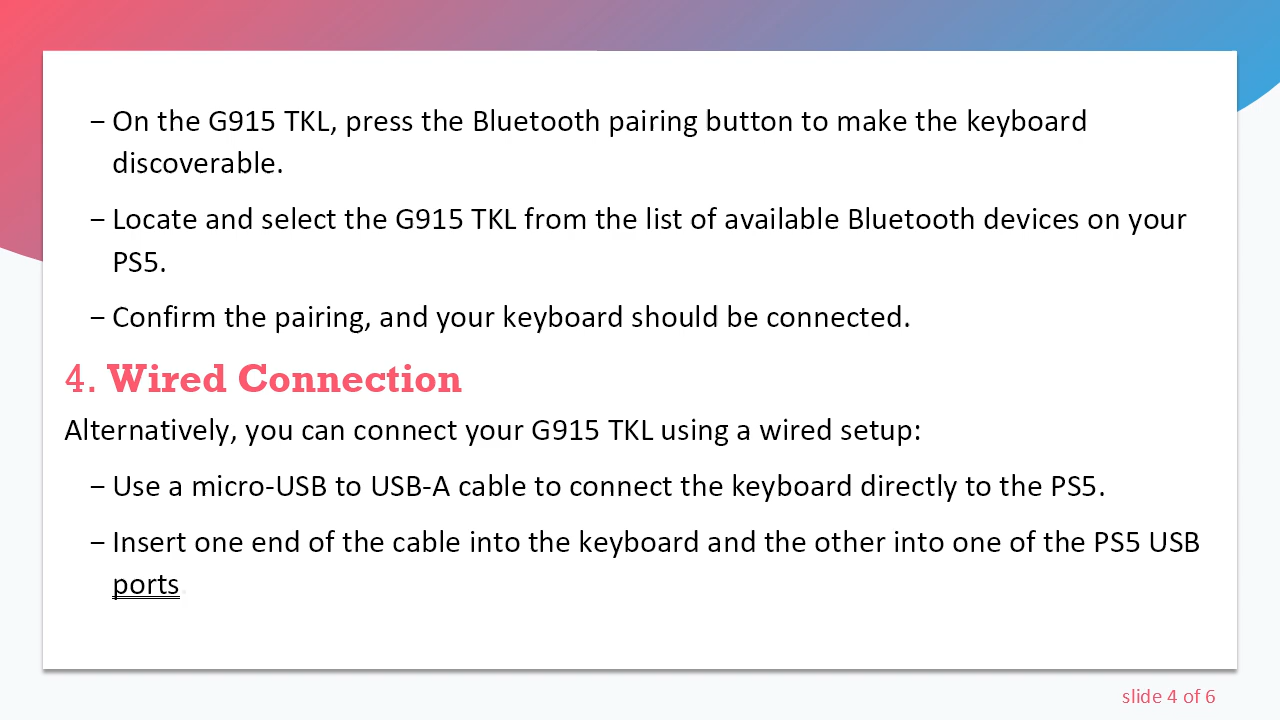 – On the G915 TKL, press the Bluetooth pairing button to make the keyboard
discoverable.
– Locate and select the G915 TKL from the list of available Bluetooth devices on your
PS5.
– Confirm the pairing, and your keyboard should be connected.
4. Wired Connection
Alternatively, you can connect your G915 TKL using a wired setup:
– Use a micro-USB to USB-A cable to connect the keyboard directly to the PS5.
– Insert one end of the cable into the keyboard and the other into one of the PS5 USB
ports
slide 4 of 6